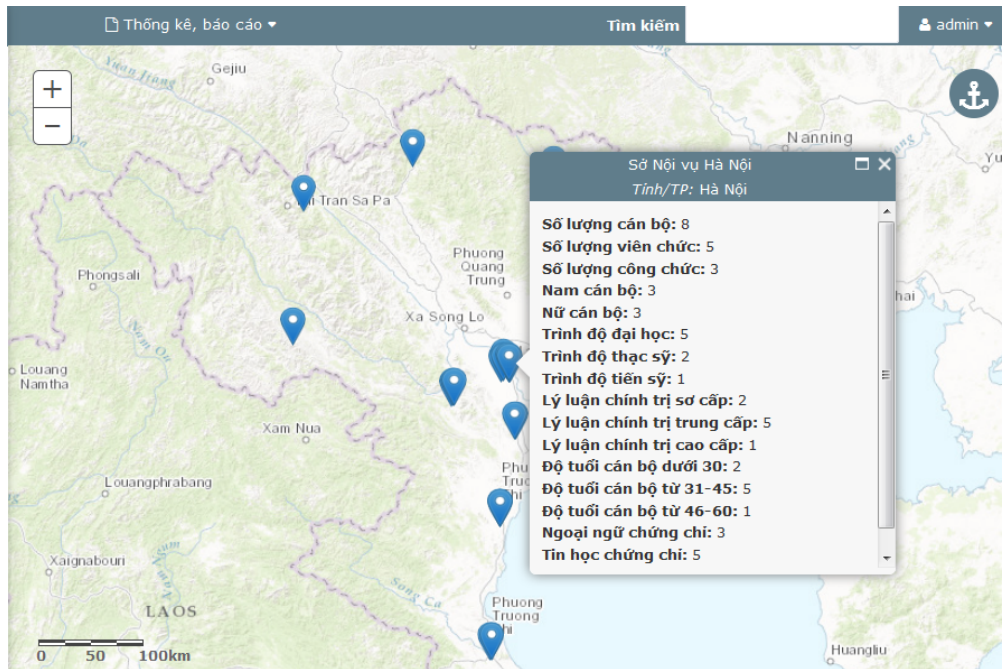 Thống kê, báo cáo
Tìm kiếm
admin
+
−
Yuan Jiang
Gejiu
Nanning
Tran Sa Pa
Phuong
Quang
Trung
Phongsali
Xa Song Lo
Nam Ou
Louang
Namtha
Xam Nua
Louangphrabang
Xaignabouri
LAOS
Song Ca
Phuong
Truong
Huangliu
0 50 100km
Sở Nội vụ Hà Nội
Tỉnh/TP: Hà Nội
Số lượng cán bộ: 8
Số lượng viên chức: 5
Số lượng công chức: 3
Nam cán bộ: 3
Nữ cán bộ: 3
Trình độ đại học: 5
Trình độ thạc sỹ: 2
Trình độ tiến sỹ: 1
Lý luận chính trị sơ cấp: 2
Lý luận chính trị trung cấp: 5
Lý luận chính trị cao cấp: 1
Độ tuổi cán bộ dưới 30: 2
Độ tuổi cán bộ từ 31-45: 5
Độ tuổi cán bộ từ 46-60: 1
Ngoại ngữ chứng chỉ: 3
Tin học chứng chỉ: 5